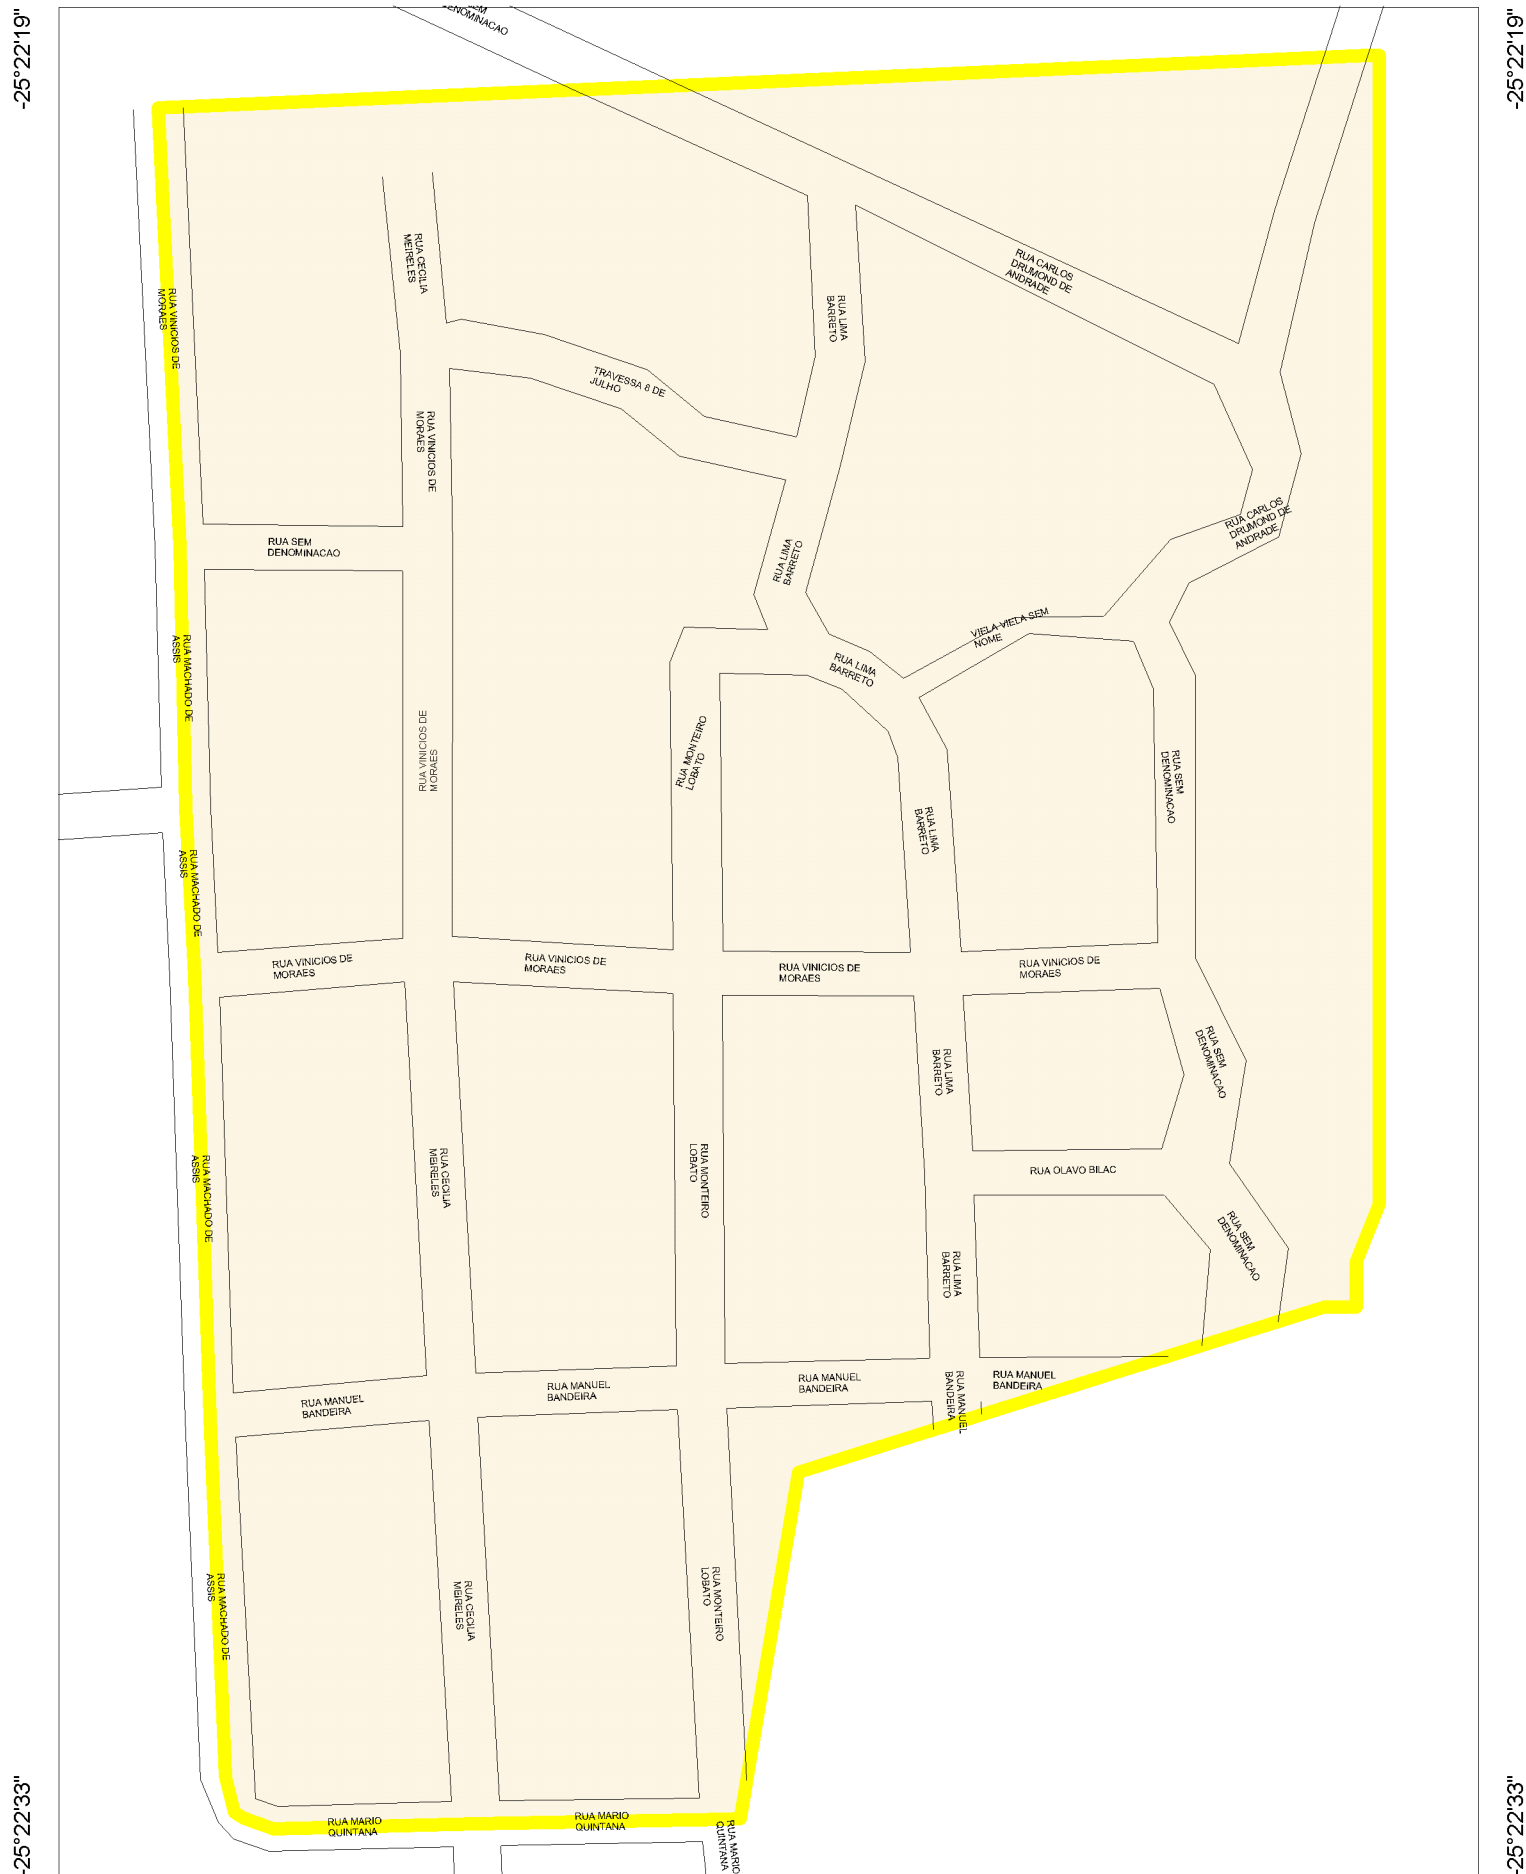 -25°22'19"
-25°22'19"
DENOMINACAO
RUA CECILIA
MEIRELES
RUA CARLOS
DRUMOND DE
ANDRADE
RUA VINICIOS DE
MORAES
RUA LIMA
BARRETO
TRAVESSA 8 DE
JULHO
RUA VINICIOS DE
MORAES
RUA CARLOS
DRUMOND DE
ANDRADE
RUA SEM
DENOMINACAO
RUA LIMA
BARRETO
VIELA VIELA SEM
NOME
RUA MACHADO DE
ASSIS
RUA LIMA
BARRETO
RUA VINICIOS DE
MORAES
RUA MONTEIRO
LOBATO
RUA SEM
DENOMINACAO
RUA LIMA
BARRETO
RUA MACHADO DE
ASSIS
RUA VINICIOS DE
MORAES
RUA VINICIOS DE
MORAES
RUA VINICIOS DE
MORAES
RUA VINICIOS DE
MORAES
RUA SEM
DENOMINACAO
RUA LIMA
BARRETO
RUA MACHADO DE
ASSIS
RUA CECILIA
MEIRELES
RUA MONTEIRO
LOBATO
RUA OLAVO BILAC
RUA SEM
DENOMINACAO
RUA LIMA
BARRETO
RUA MANUEL
BANDEIRA
RUA MANUEL
BANDEIRA
RUA MANUEL
BANDEIRA
RUA MANUEL
BANDEIRA
RUA MANUEL
BANDEIRA
RUA MACHADO DE
ASSIS
RUA CECILIA
MEIRELES
RUA MONTEIRO
LOBATO
RUA MARIO
QUINTANA
RUA MARIO
QUINTANA
RUA MARIO
QUINTANA
-25°22'33"
-25°22'33"